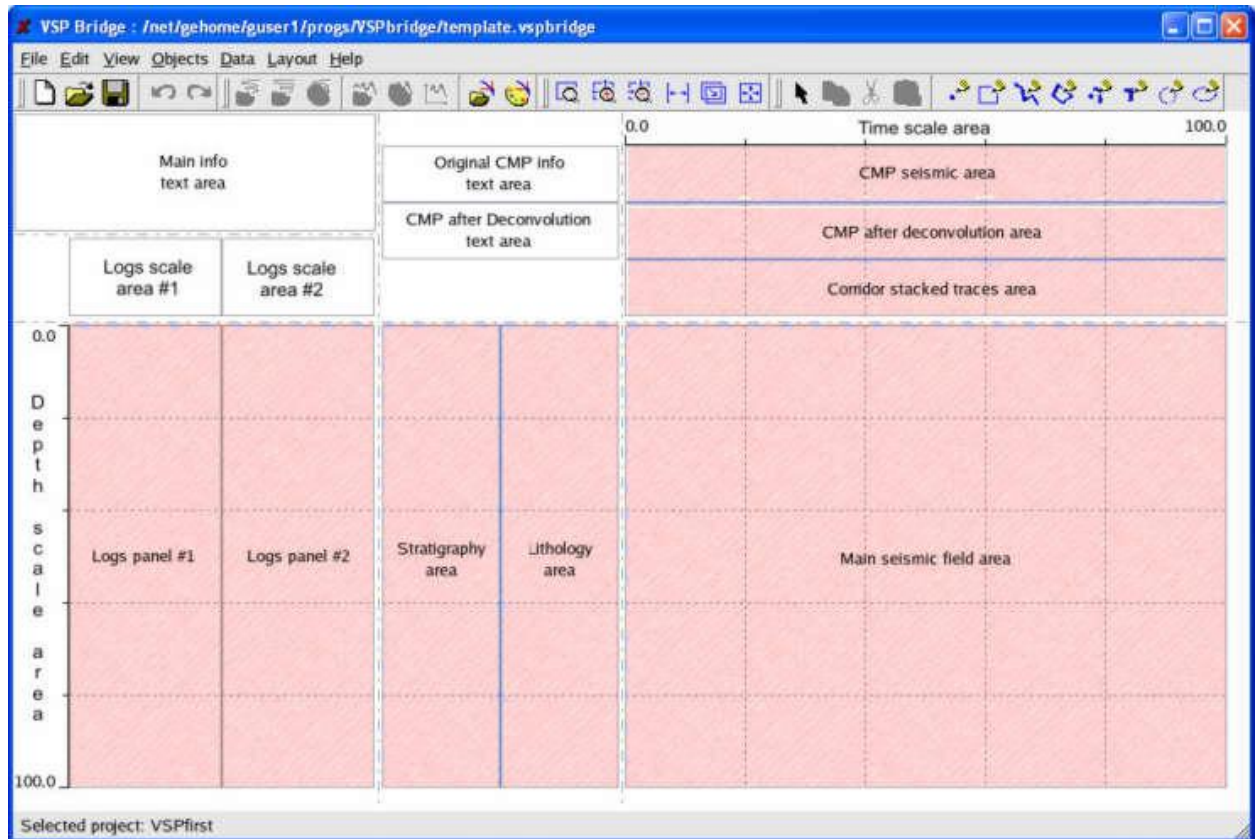 VSP Bridge : /net/gehome/guser1/progs/VSPbridge/template.vspbridge
File Edit View Objects Data Layout Help
0.0 Time scale area 100.0
Main info
text area
Original CMP info
text area
CMP after Deconvolution
text area
CMP seismic area
CMP after deconvolution area
Corridor stacked traces area
Logs scale
area #1
Logs scale
area #2
0.0
Depth scale area
100.0
Logs panel #1
Logs panel #2
Stratigraphy
area
Lithology
area
Main seismic field area
Selected project: VSPfirst